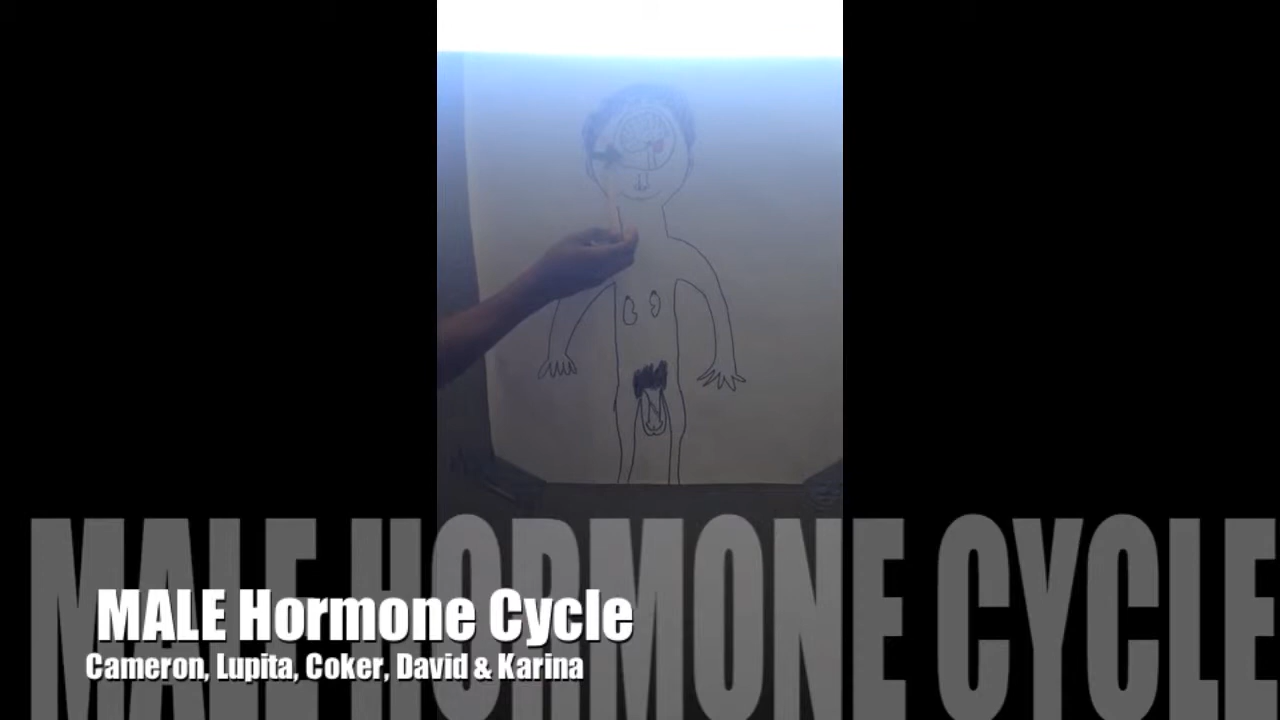 MALE HORMONE CYCLE
MALE Hormone Cycle
Cameron, Lupita, Coker, David & Karina